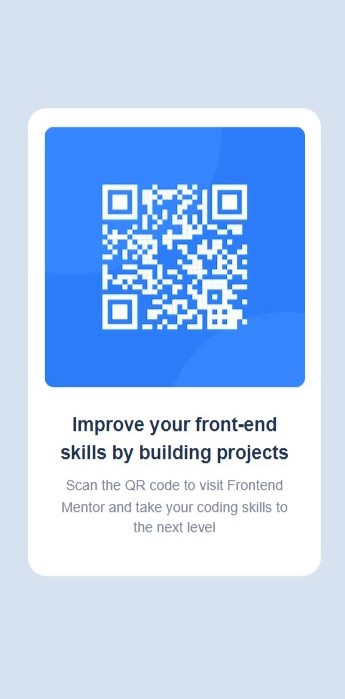 Improve your front-end
skills by building projects
Scan the QR code to visit Frontend
Mentor and take your coding skills to
the next level